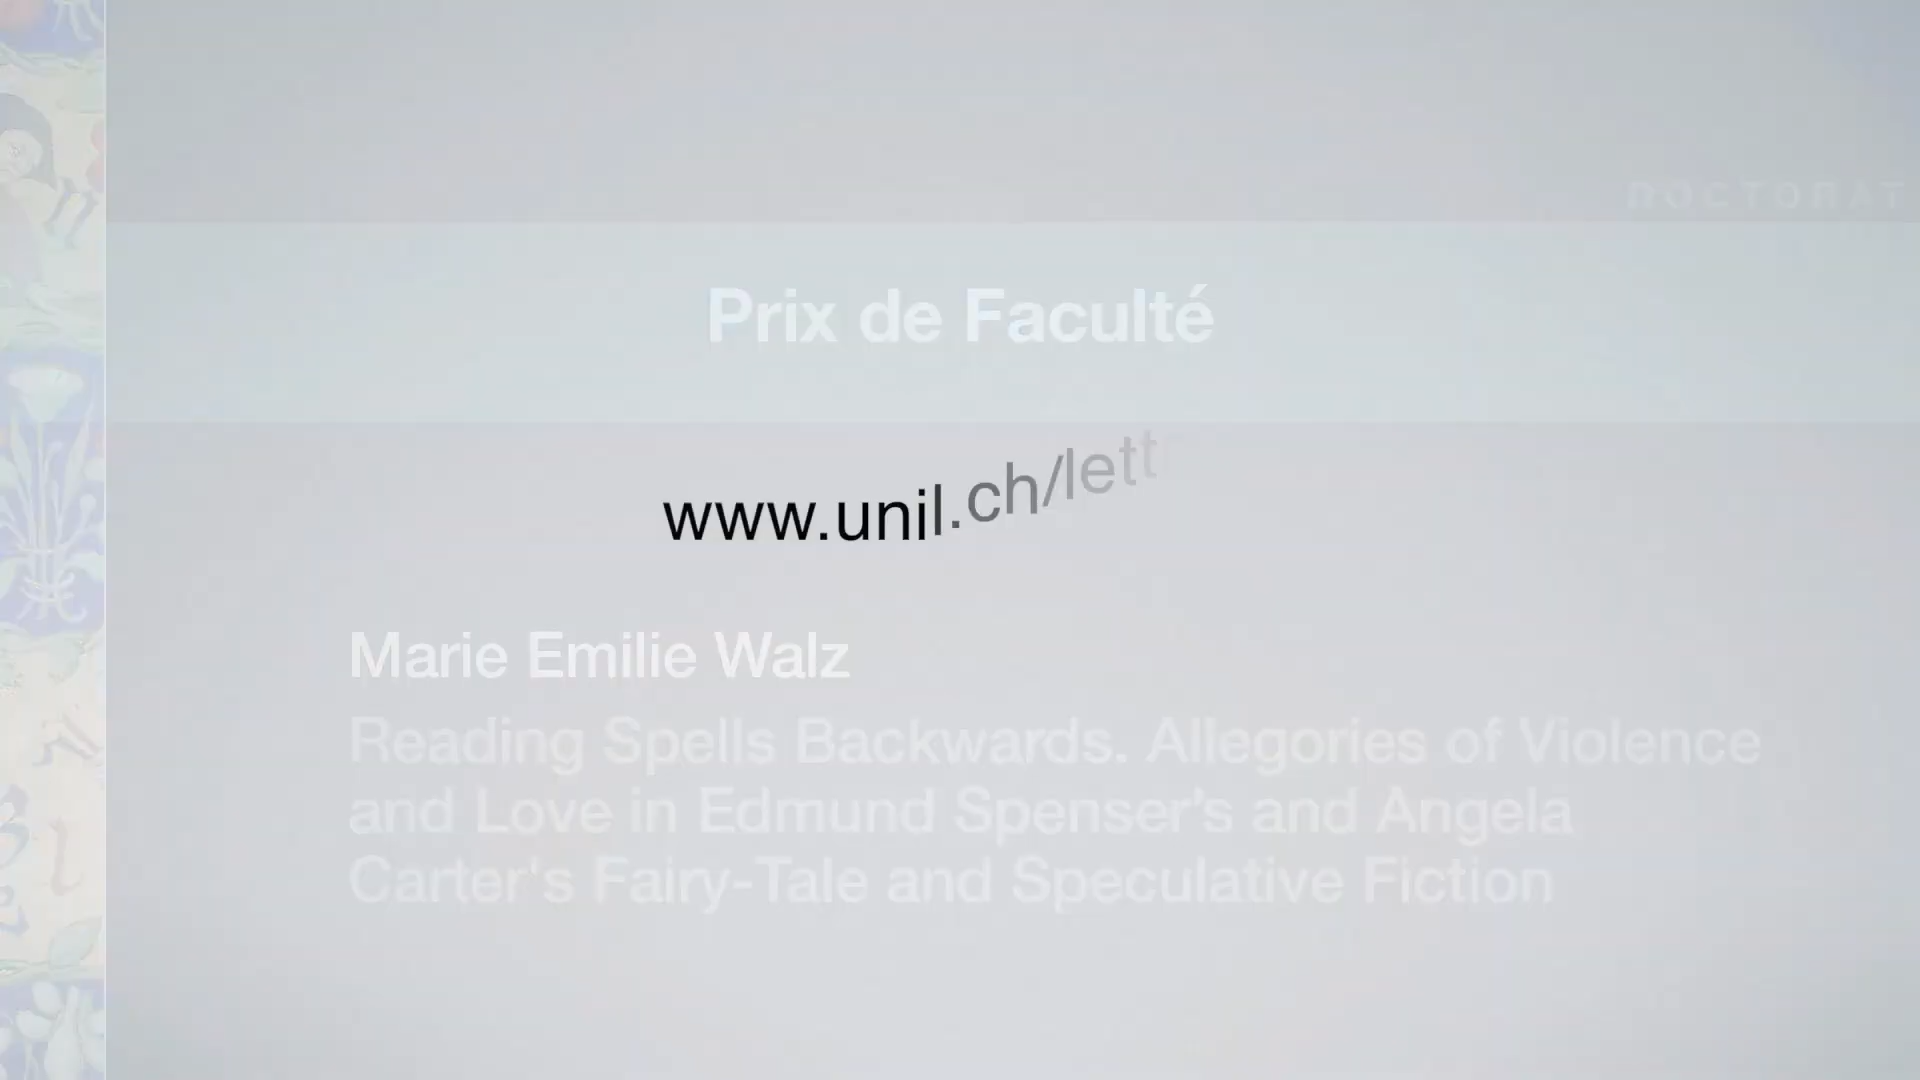 DOCTORAT
Prix de Faculté
www.unil.ch/lett
Marie Emilie Walz
Reading Spells Backwards. Allegories of Violence
and Love in Edmund Spenser’s and Angela
Carter's Fairy-Tale and Speculative Fiction